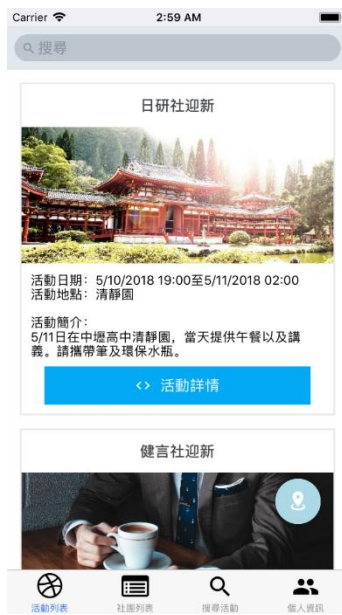 Carrier
2:59 AM
搜尋
日研社迎新
活動日期: 5/10/2018 19:00至5/11/2018 02:00
活動地點: 清靜園
活動簡介:
5/11日在中壢高中清靜園，當天提供午餐以及講
義。請攜帶筆及環保水瓶。
<> 活動詳情
健言社迎新
活動列表
社團列表
搜尋活動
個人資訊